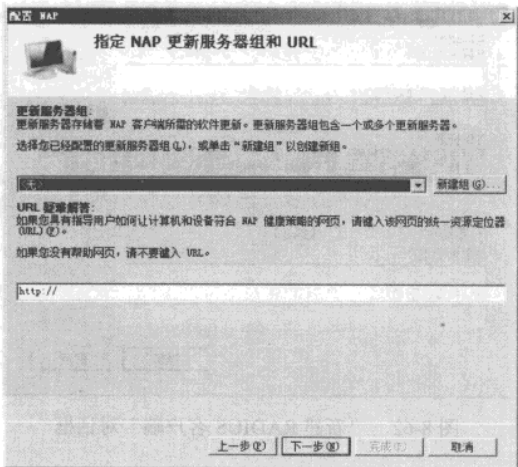 配置 NAP
指定 NAP 更新服务器组和 URL
更新服务器组:
更新服务器存储着 NAP 客户端所需的软件更新。更新服务器组包含一个或多个更新服务器。
选择您已经配置的更新服务器组(L)，或单击“新建组”以创建新组。
(无)
新建组(G)...
URL 疑难解答:
如果您具有指导用户如何让计算机和设备符合 NAP 健康策略的网页，请键入该网页的统一资源定位器
(URL)(P)。
如果您没有帮助网页，请不要键入 URL。
http://
上一步(P)
下一步(N)
完成(F)
取消